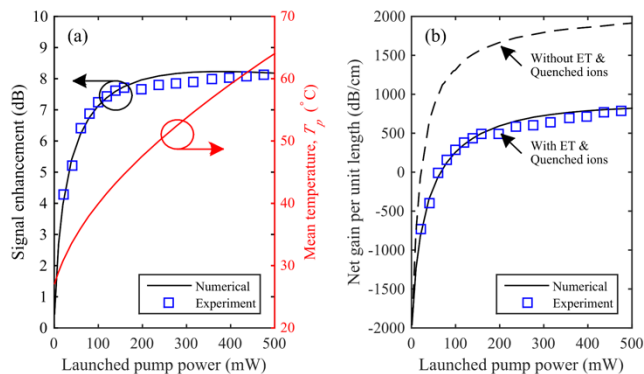 (a)
Signal enhancement (dB)
9
8
7
6
5
4
3
2
1
0
0 100 200 300 400 500
Launched pump power (mW)
70
60
50
40
30
20
Mean temperature, T_p (°C)
Numerical
Experiment
(b)
Net gain per unit length (dB/cm)
2000
1500
1000
500
0
-500
-1000
-1500
-2000
0 100 200 300 400 500
Launched pump power (mW)
Without ET &
Quenched ions
With ET &
Quenched ions
Numerical
Experiment